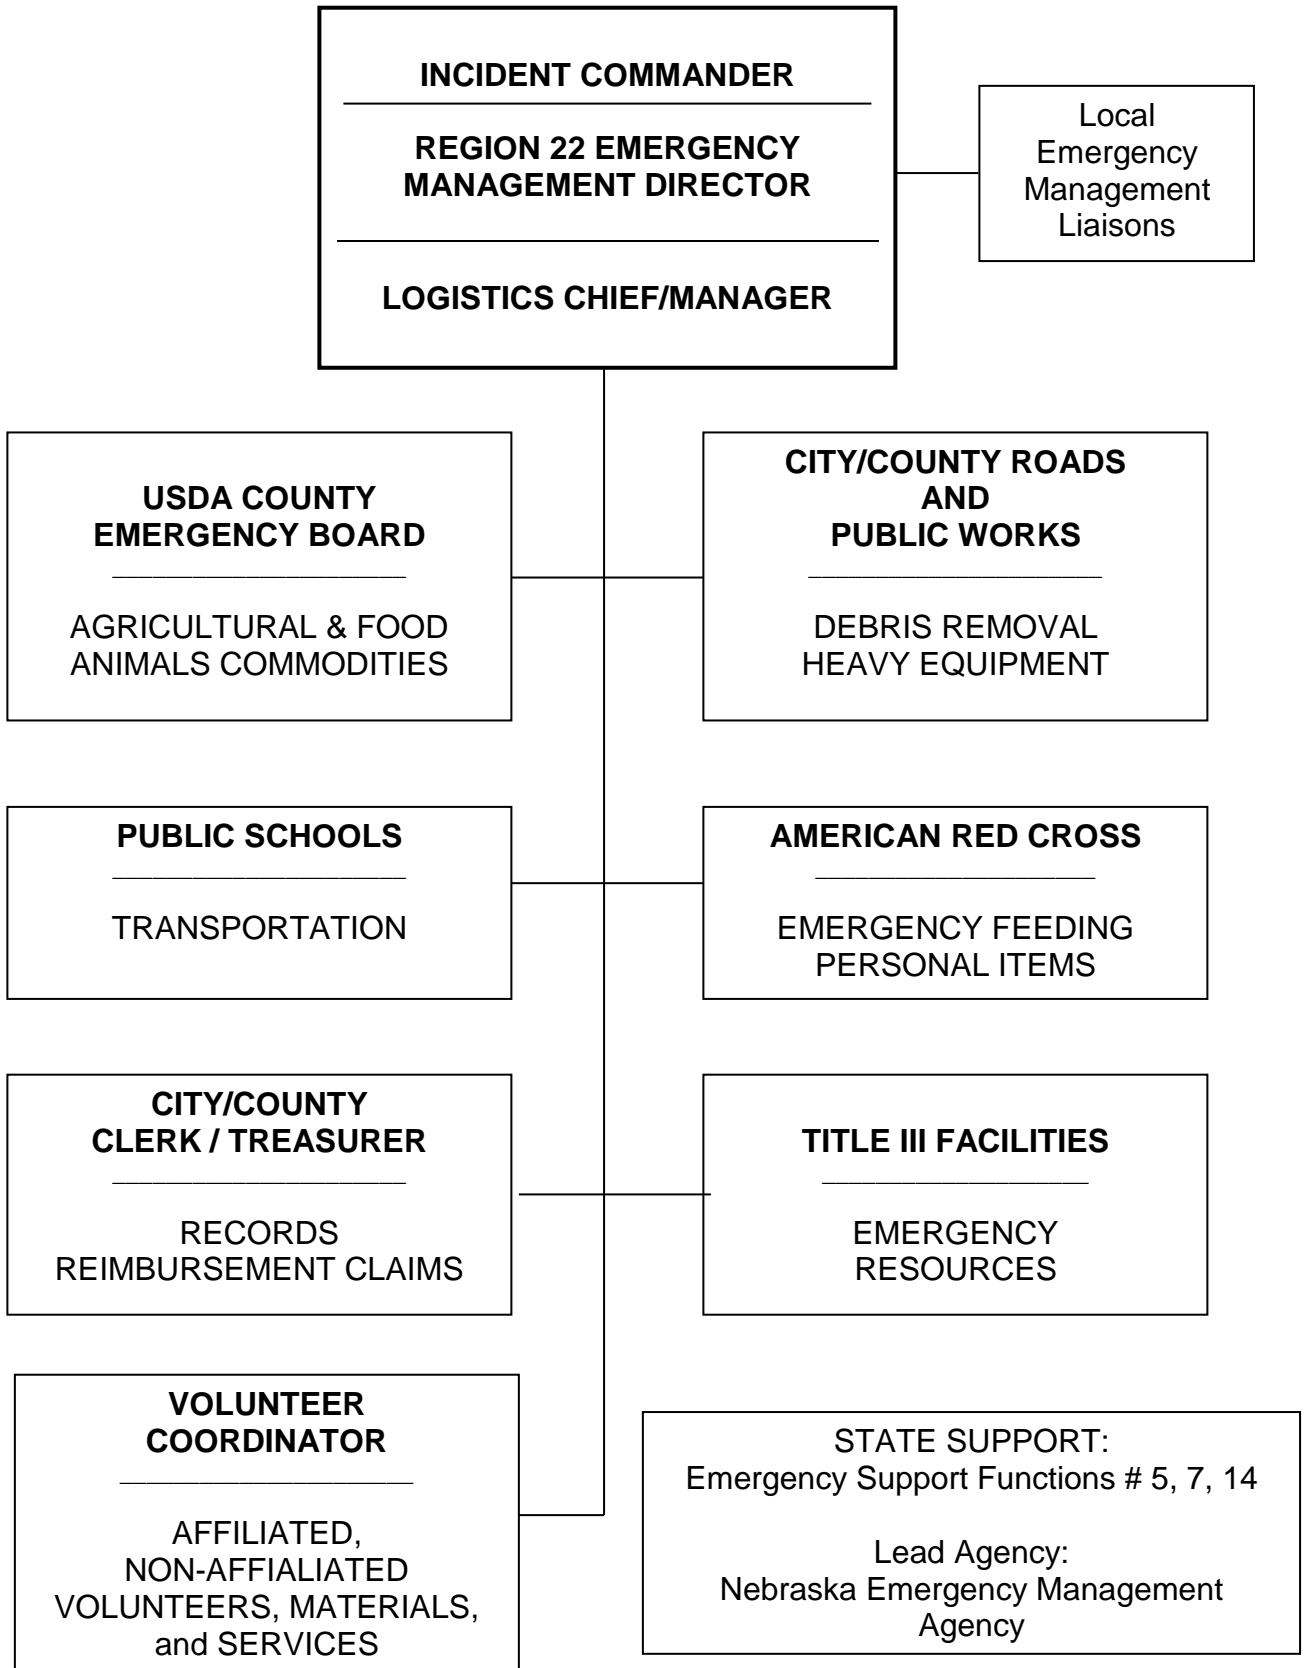 INCIDENT COMMANDER
REGION 22 EMERGENCY
MANAGEMENT DIRECTOR
LOGISTICS CHIEF/MANAGER
Local
Emergency
Management
Liaisons
USDA COUNTY
EMERGENCY BOARD
AGRICULTURAL & FOOD
ANIMALS COMMODITIES
CITY/COUNTY ROADS
AND
PUBLIC WORKS
DEBRIS REMOVAL
HEAVY EQUIPMENT
PUBLIC SCHOOLS
TRANSPORTATION
AMERICAN RED CROSS
EMERGENCY FEEDING
PERSONAL ITEMS
CITY/COUNTY
CLERK / TREASURER
RECORDS
REIMBURSEMENT CLAIMS
TITLE III FACILITIES
EMERGENCY
RESOURCES
VOLUNTEER
COORDINATOR
AFFILIATED,
NON-AFFIALIATED
VOLUNTEERS, MATERIALS,
and SERVICES
STATE SUPPORT:
Emergency Support Functions # 5, 7, 14
Lead Agency:
Nebraska Emergency Management
Agency